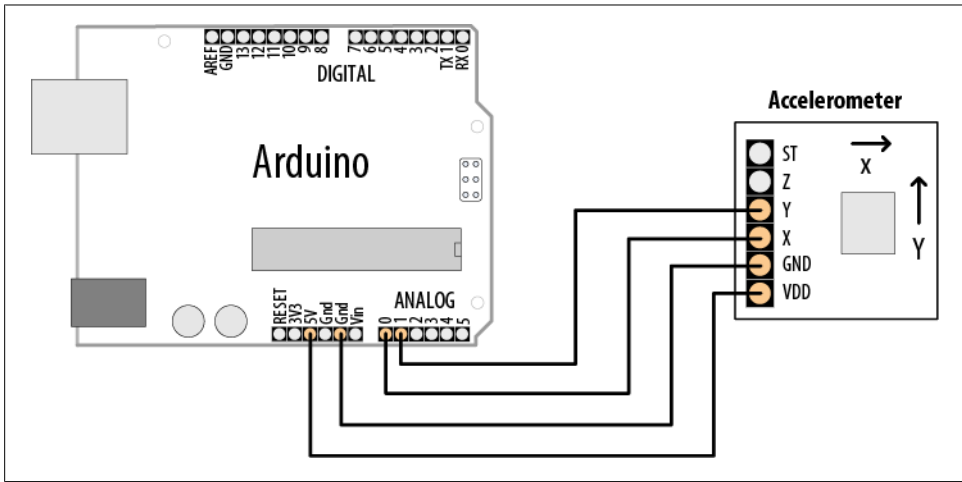 AREF GND 13 12 11 10 9 8 7 6 5 4 3 2 TX 1 RX 0
DIGITAL
Arduino
ANALOG
RESET 3V3 5V Gnd Gnd Vin 0 1 2 3 4 5
Accelerometer
ST
Z
Y
X
GND
VDD
X
Y